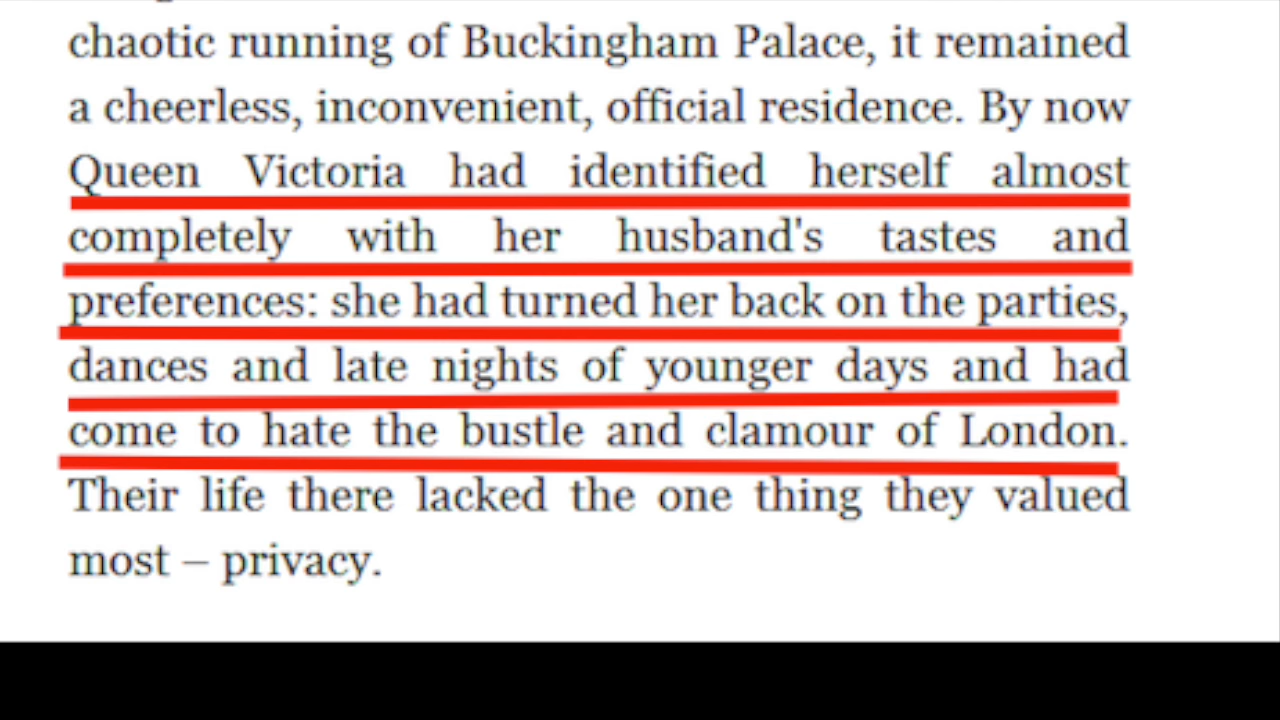 chaotic running of Buckingham Palace, it remained
a cheerless, inconvenient, official residence. By now
Queen Victoria had identified herself almost
completely with her husband's tastes and
preferences: she had turned her back on the parties,
dances and late nights of younger days and had
come to hate the bustle and clamour of London.
Their life there lacked the one thing they valued
most – privacy.